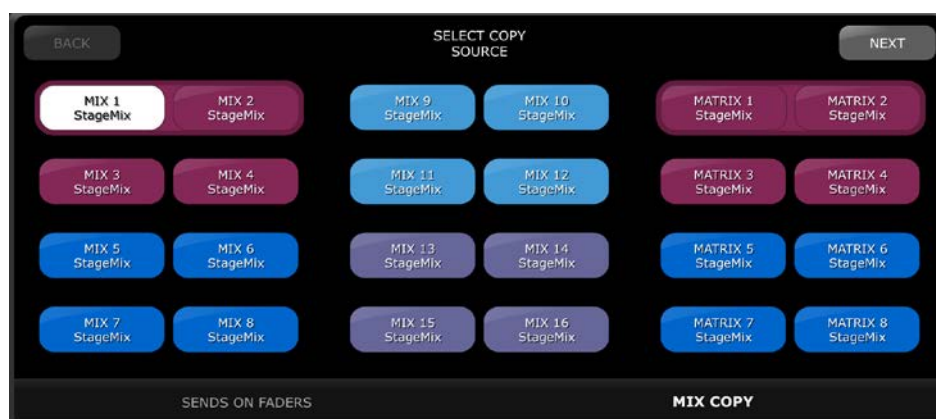 BACK
SELECT COPY
SOURCE
NEXT
MIX 1
StageMix
MIX 2
StageMix
MIX 9
StageMix
MIX 10
StageMix
MATRIX 1
StageMix
MATRIX 2
StageMix
MIX 3
StageMix
MIX 4
StageMix
MIX 11
StageMix
MIX 12
StageMix
MATRIX 3
StageMix
MATRIX 4
StageMix
MIX 5
StageMix
MIX 6
StageMix
MIX 13
StageMix
MIX 14
StageMix
MATRIX 5
StageMix
MATRIX 6
StageMix
MIX 7
StageMix
MIX 8
StageMix
MIX 15
StageMix
MIX 16
StageMix
MATRIX 7
StageMix
MATRIX 8
StageMix
SENDS ON FADERS
MIX COPY